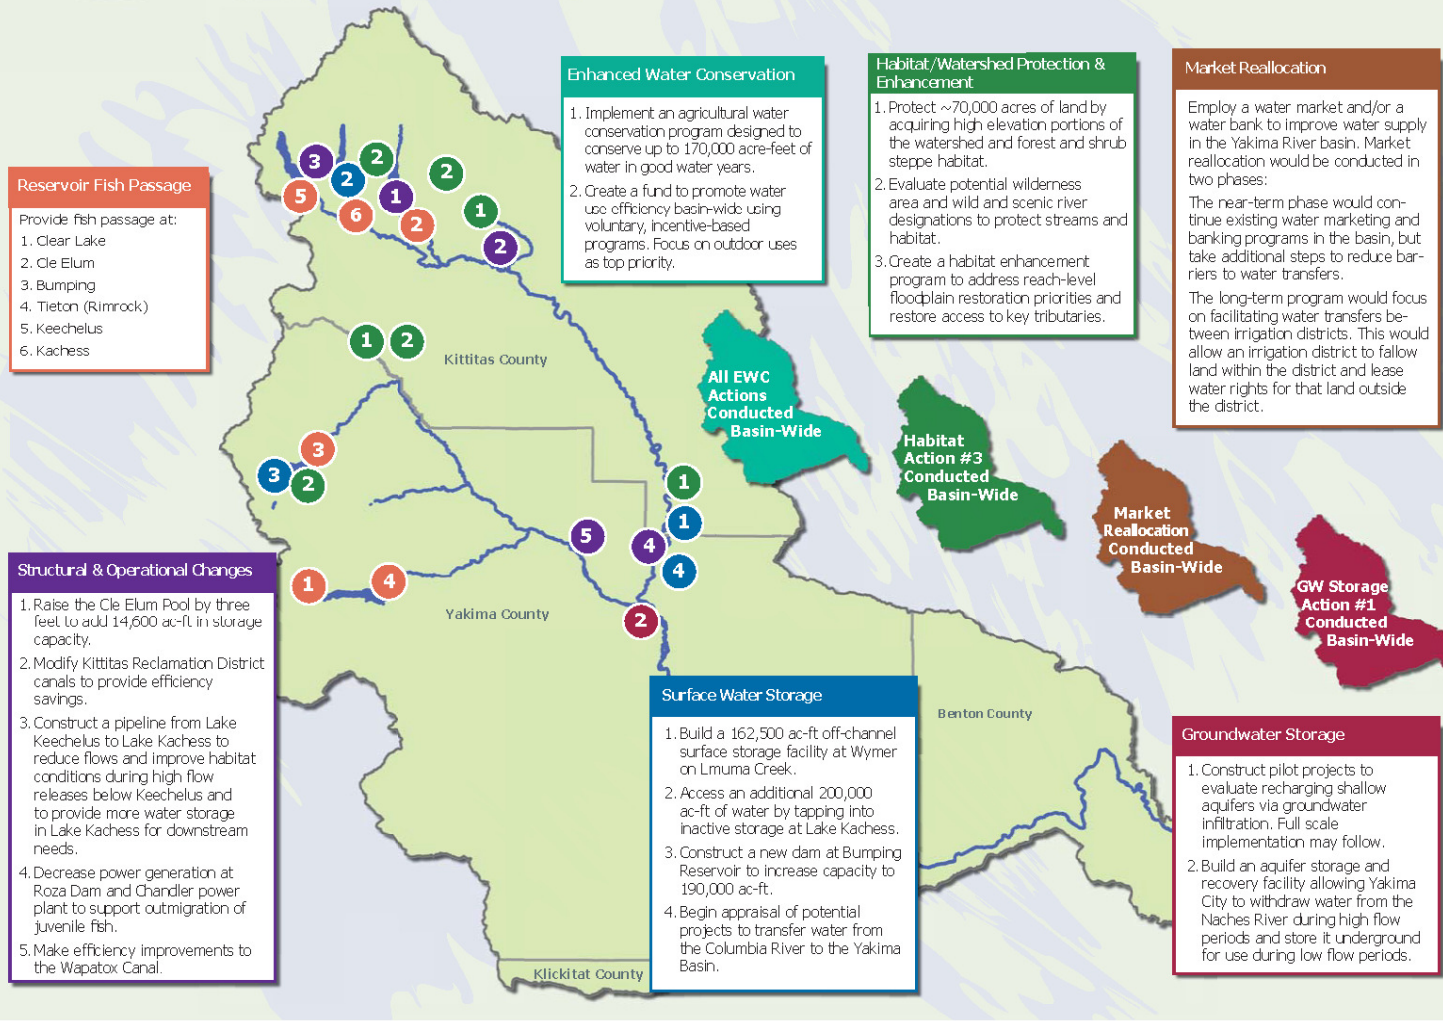 Enhanced Water Conservation
1. Implement an agricultural water
conservation program designed to
conserve up to 170,000 acre-feet of
water in good water years.
2. Create a fund to promote water
use efficiency basin-wide using
voluntary, incentive-based
programs. Focus on outdoor uses
as top priority.
Habitat/Watershed Protection &
Enhancement
1. Protect ~70,000 acres of land by
acquiring high elevation portions of
the watershed and forest and shrub
steppe habitat.
2. Evaluate potential wilderness
area and wild and scenic river
designations to protect streams and
habitat.
3. Create a habitat enhancement
program to address reach-level
floodplain restoration priorities and
restore access to key tributaries.
Market Reallocation
Employ a water market and/or a
water bank to improve water supply
in the Yakima River basin. Market
reallocation would be conducted in
two phases:
The near-term phase would con-
tinue existing water marketing and
banking programs in the basin, but
take additional steps to reduce bar-
riers to water transfers.
The long-term program would focus
on facilitating water transfers be-
tween irrigation districts. This would
allow an irrigation district to fallow
land within the district and lease
water rights for that land outside
the district.
Reservoir Fish Passage
Provide fish passage at:
1. Clear Lake
2. Cle Elum
3. Bumping
4. Tieton (Rimrock)
5. Keechelus
6. Kachess
3
2
2
2
5
6
1
2
1
2
1
2
Kittitas County
3
3
2
1
1
5
4
4
1
4
2
Yakima County
Benton County
Klickitat County
All EWC
Actions
Conducted
Basin-Wide
Habitat
Action #3
Conducted
Basin-Wide
Market
Reallocation
Conducted
Basin-Wide
GW Storage
Action #1
Conducted
Basin-Wide
Structural & Operational Changes
1. Raise the Cle Elum Pool by three
feet to add 14,600 ac-ft in storage
capacity.
2. Modify Kittitas Reclamation District
canals to provide efficiency
savings.
3. Construct a pipeline from Lake
Keechelus to Lake Kachess to
reduce flows and improve habitat
conditions during high flow
releases below Keechelus and
to provide more water storage
in Lake Kachess for downstream
needs.
4. Decrease power generation at
Roza Dam and Chandler power
plant to support outmigration of
juvenile fish.
5. Make efficiency improvements to
the Wapatox Canal.
Surface Water Storage
1. Build a 162,500 ac-ft off-channel
surface storage facility at Wymer
on Lmuma Creek.
2. Access an additional 200,000
ac-ft of water by tapping into
inactive storage at Lake Kachess.
3. Construct a new dam at Bumping
Reservoir to increase capacity to
190,000 ac-ft.
4. Begin appraisal of potential
projects to transfer water from
the Columbia River to the Yakima
Basin.
Groundwater Storage
1. Construct pilot projects to
evaluate recharging shallow
aquifers via groundwater
infiltration. Full scale
implementation may follow.
2. Build an aquifer storage and
recovery facility allowing Yakima
City to withdraw water from the
Naches River during high flow
periods and store it underground
for use during low flow periods.